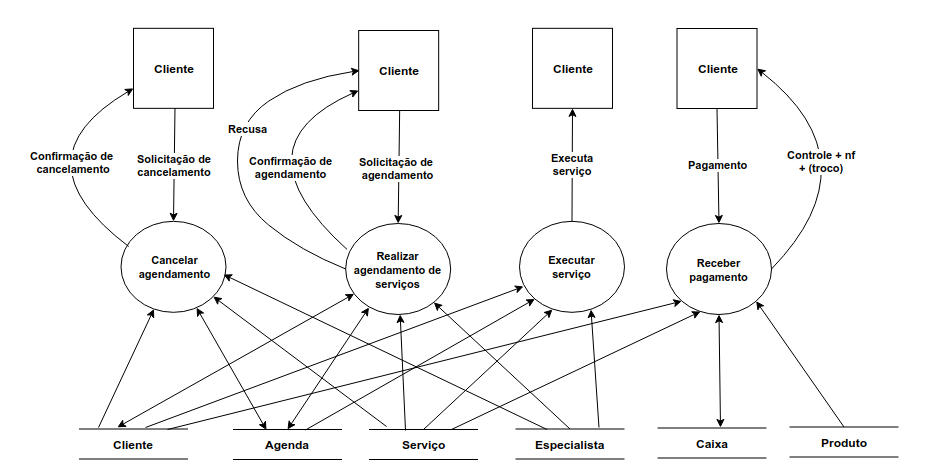 Cliente
Cliente
Cliente
Cliente
Recusa
Confirmação de
cancelamento
Solicitação de
cancelamento
Confirmação de
agendamento
Solicitação de
agendamento
Executa
serviço
Pagamento
Controle + nf
+ (troco)
Cancelar
agendamento
Realizar
agendamento de
serviços
Executar
serviço
Receber
pagamento
Cliente
Agenda
Serviço
Especialista
Caixa
Produto